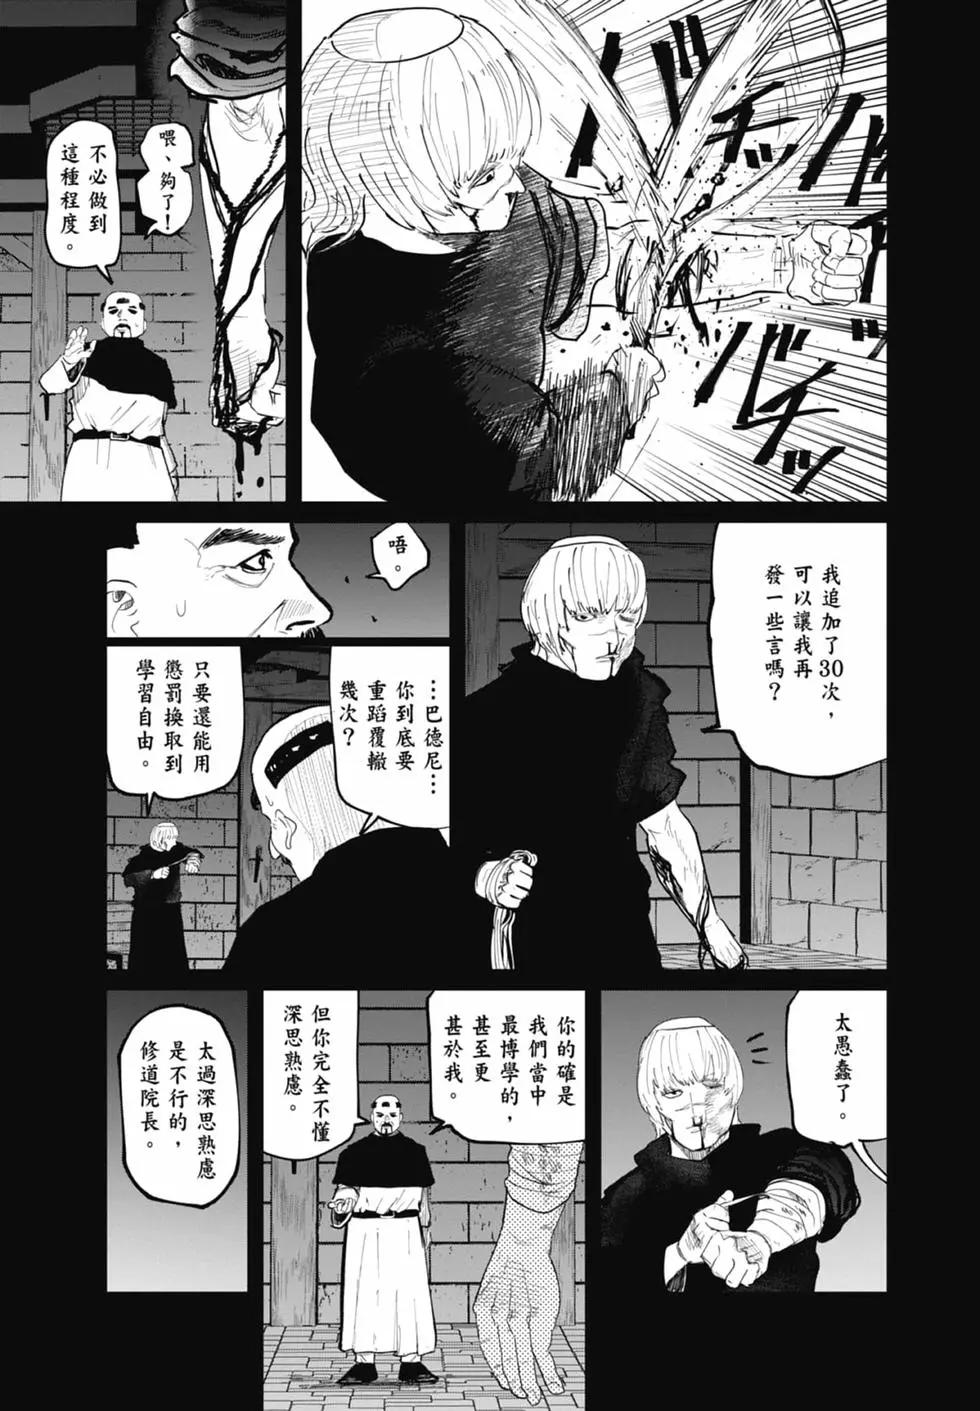 バチッ
バチッ
バチッ
喂、夠了！
不必做到
這種程度。
我追加了30次，
可以讓我再
發一些言嗎？
唔。
…巴德尼…
你到底要
重蹈覆轍
幾次？
只要還能用
懲罰換取到
學習自由。
太愚蠢了。
你的確是
我們當中
最博學的，
甚至更
甚於我。
但你完全不懂
深思熟慮。
太過深思熟慮
是不行的，
修道院長。